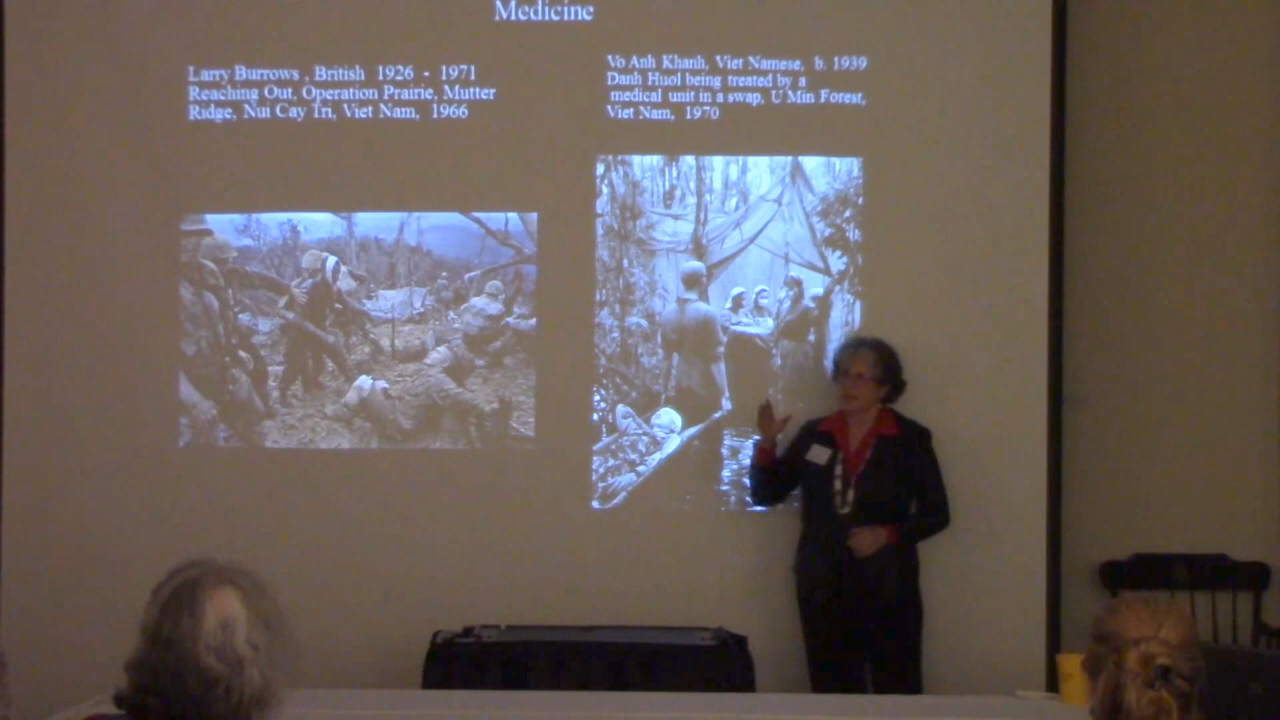 Medicine
Larry Burrows , British 1926 - 1971
Reaching Out, Operation Prairie, Mutter
Ridge, Nui Cay Tri, Viet Nam, 1966
Vo Anh Khanh, Viet Namese, b. 1939
Danh Huol being treated by a
medical unit in a swap, U Min Forest,
Viet Nam, 1970